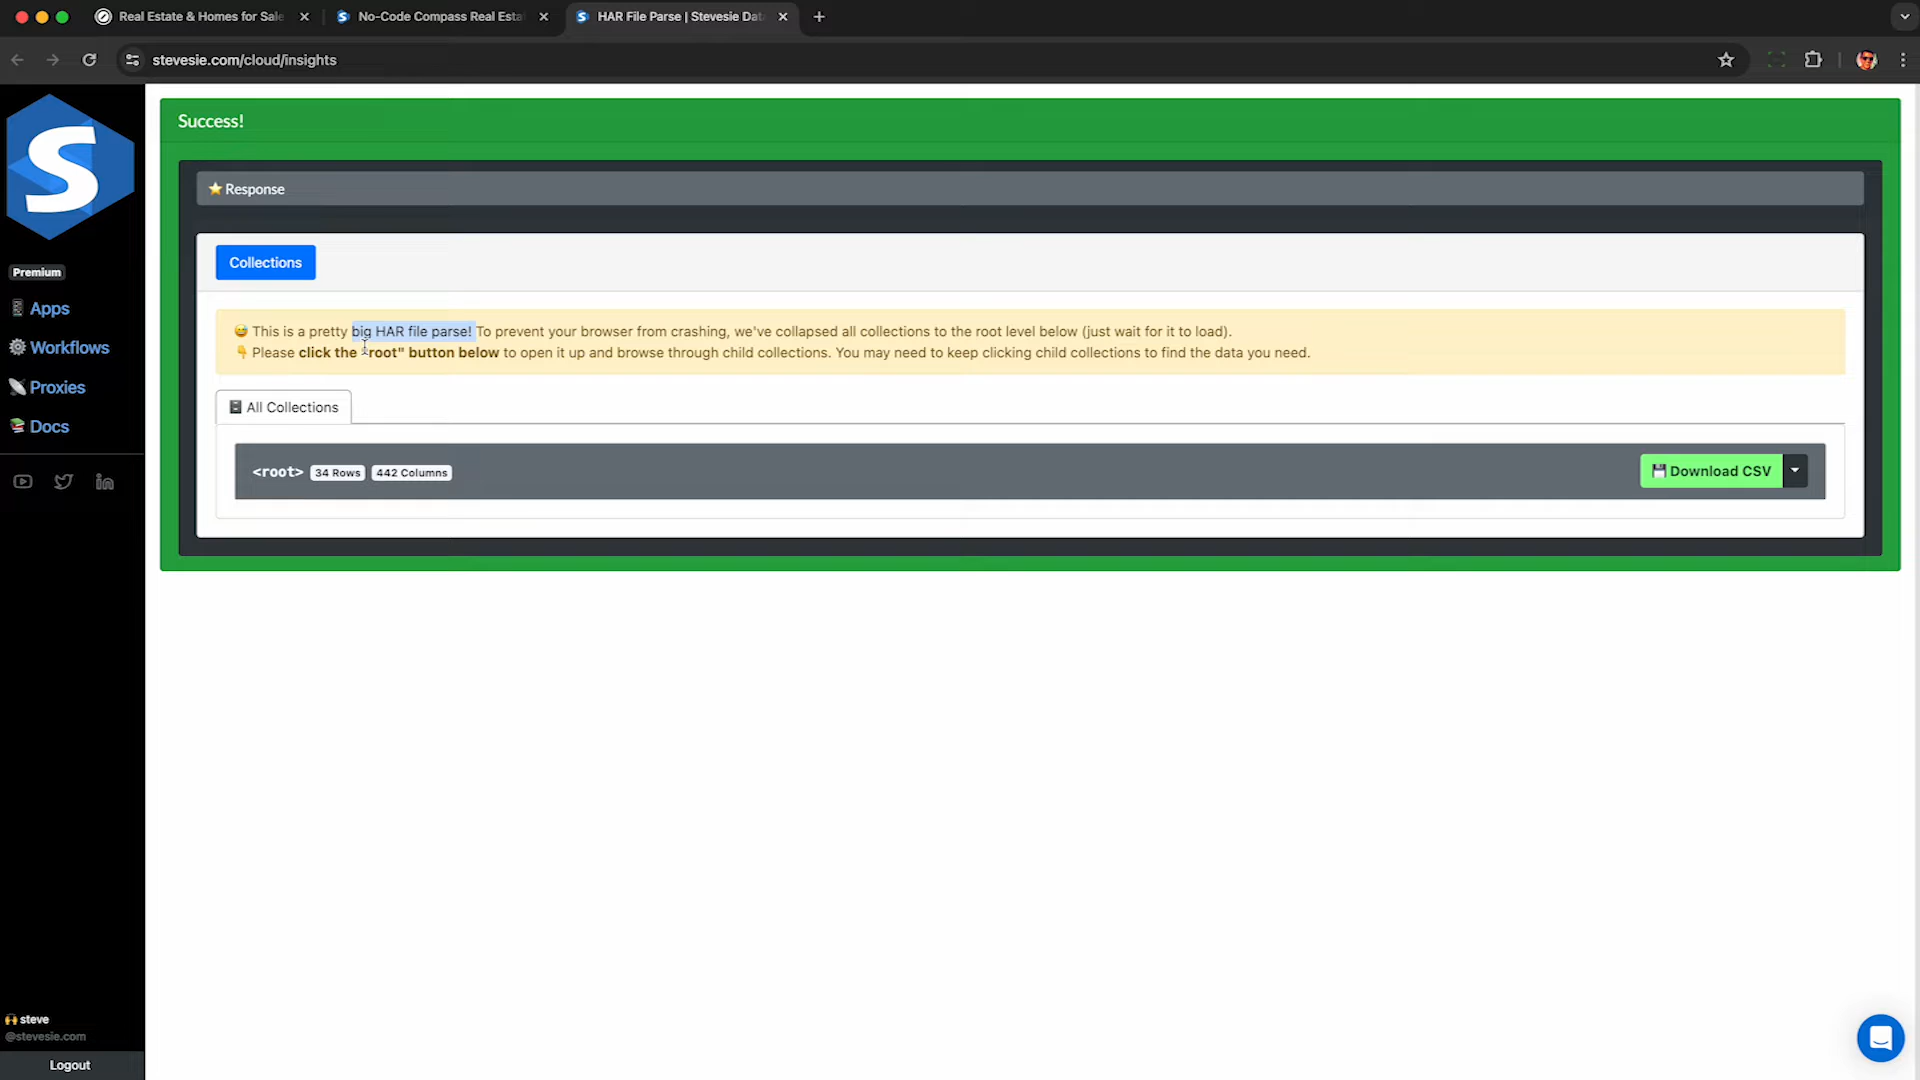 Real Estate & Homes for Sale
No-Code Compass Real Esta
HAR File Parse | Stevesie Dat
stevesie.com/cloud/insights
S
Premium
Apps
Workflows
Proxies
Docs
Success!
⭐ Response
Collections
😅 This is a pretty big HAR file parse! To prevent your browser from crashing, we've collapsed all collections to the root level below (just wait for it to load).
👇 Please click the "root" button below to open it up and browse through child collections. You may need to keep clicking child collections to find the data you need.
All Collections
<root> 34 Rows 442 Columns
Download CSV
steve
@stevesie.com
Logout